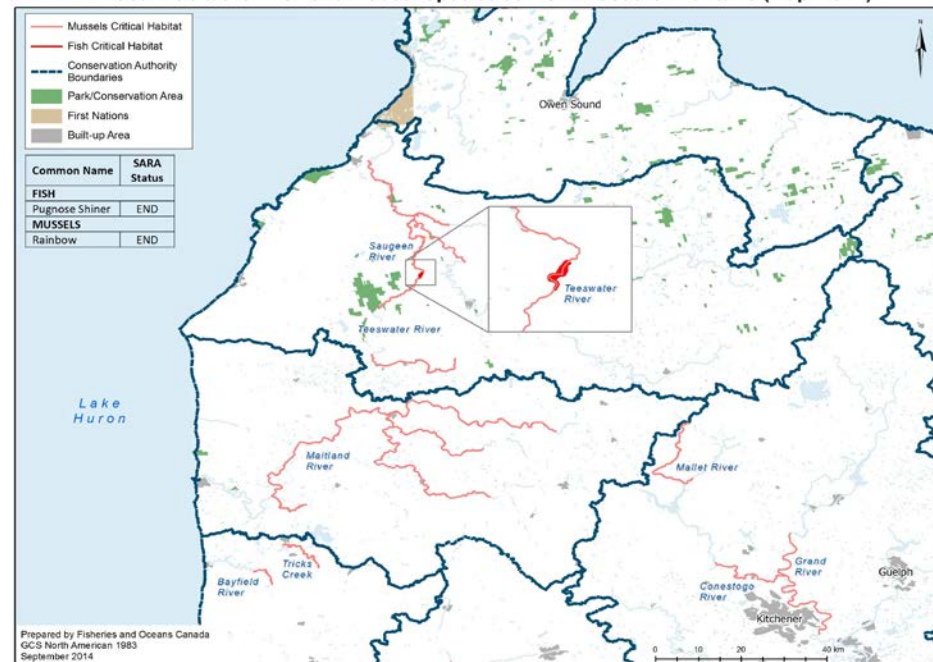 Mussels Critical Habitat
Fish Critical Habitat
Conservation Authority
Boundaries
Park/Conservation Area
First Nations
Built-up Area
Common Name
SARA
Status
FISH
Pugnose Shiner END
MUSSELS
Rainbow END
N
Owen Sound
Saugeen
River
Teeswater
River
Teeswater River
Lake
Huron
Maitland
River
Mallet River
Tricks
Creek
Bayfield
River
Grand
River
Conestogo
River
Guelph
Kitchener
Prepared by Fisheries and Oceans Canada
GCS North American 1983
September 2014
0 20 40 km